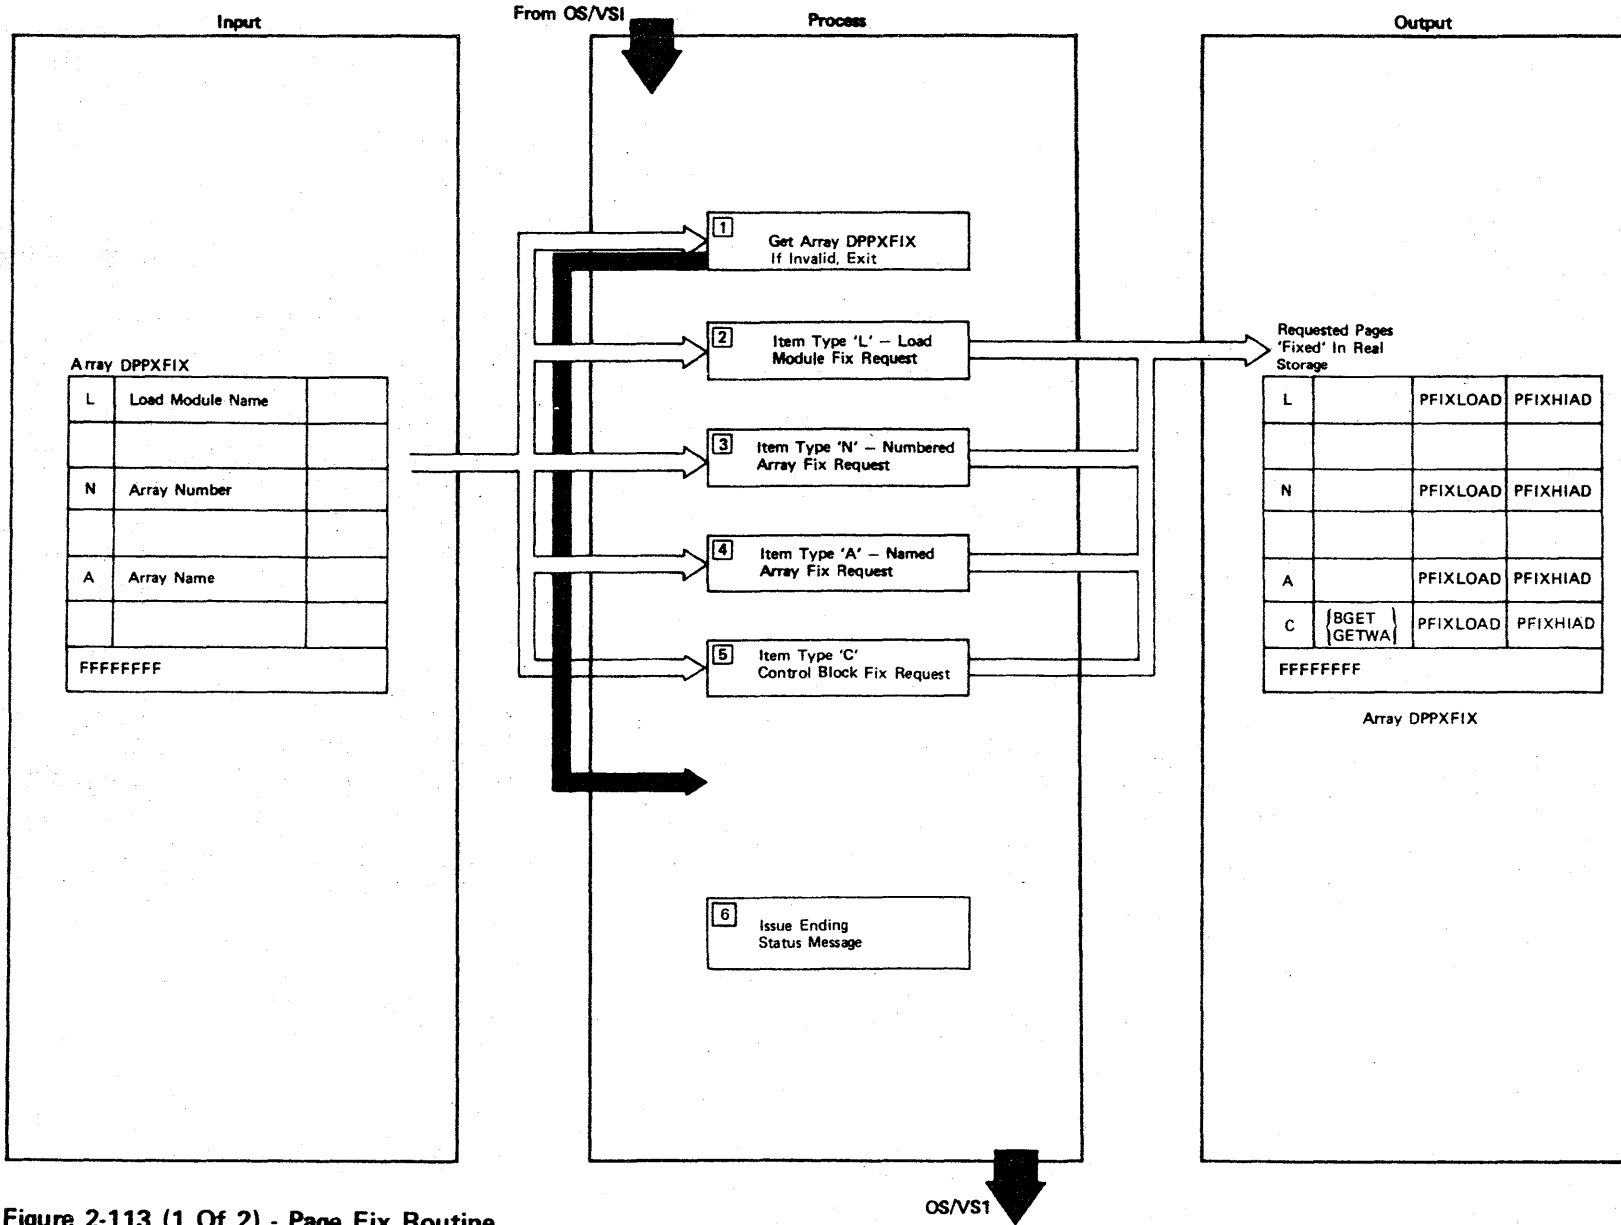 Input
From OS/VS1
Process
Output
Array DPPXFIX
L Load Module Name
N Array Number
A Array Name
FFFFFFFF
1
Get Array DPPXFIX
If Invalid, Exit
2
Item Type 'L' – Load
Module Fix Request
3
Item Type 'N' – Numbered
Array Fix Request
4
Item Type 'A' – Named
Array Fix Request
5
Item Type 'C'
Control Block Fix Request
6
Issue Ending
Status Message
Requested Pages
'Fixed' In Real
Storage
L PFIXLOAD PFIXHIAD
N PFIXLOAD PFIXHIAD
A PFIXLOAD PFIXHIAD
C {BGET GETWA} PFIXLOAD PFIXHIAD
FFFFFFFF
Array DPPXFIX
OS/VS1
Figure 2-113 (1 Of 2) - Page Fix Routine